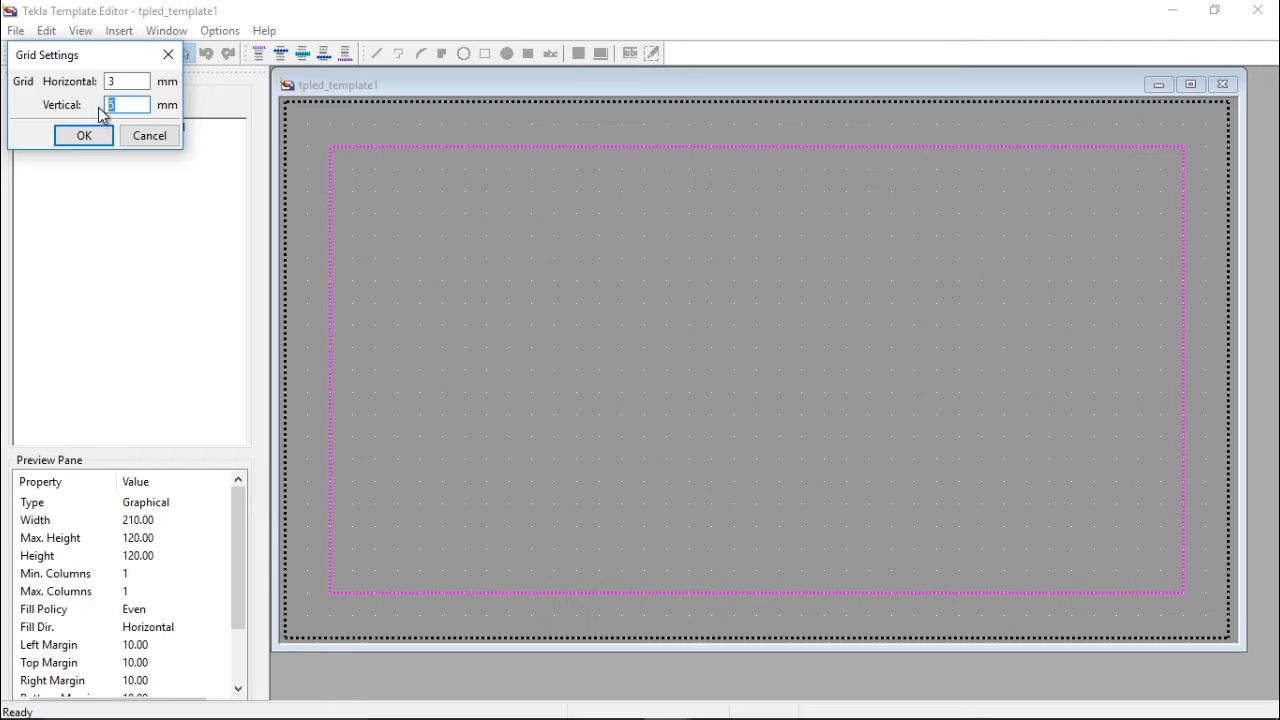 Tekla Template Editor - tpled_template1
File Edit View Insert Window Options Help
Grid Settings
Grid Horizontal: 3 mm
Vertical: 5 mm
OK Cancel
tpled_template1
Preview Pane
Property Value
Type Graphical
Width 210.00
Max. Height 120.00
Height 120.00
Min. Columns 1
Max. Columns 1
Fill Policy Even
Fill Dir. Horizontal
Left Margin 10.00
Top Margin 10.00
Right Margin 10.00
Ready